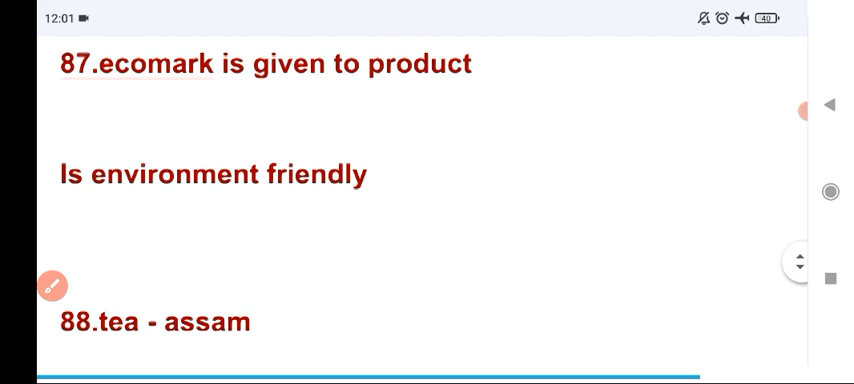 12:01
40
87.ecomark is given to product
Is environment friendly
88.tea - assam